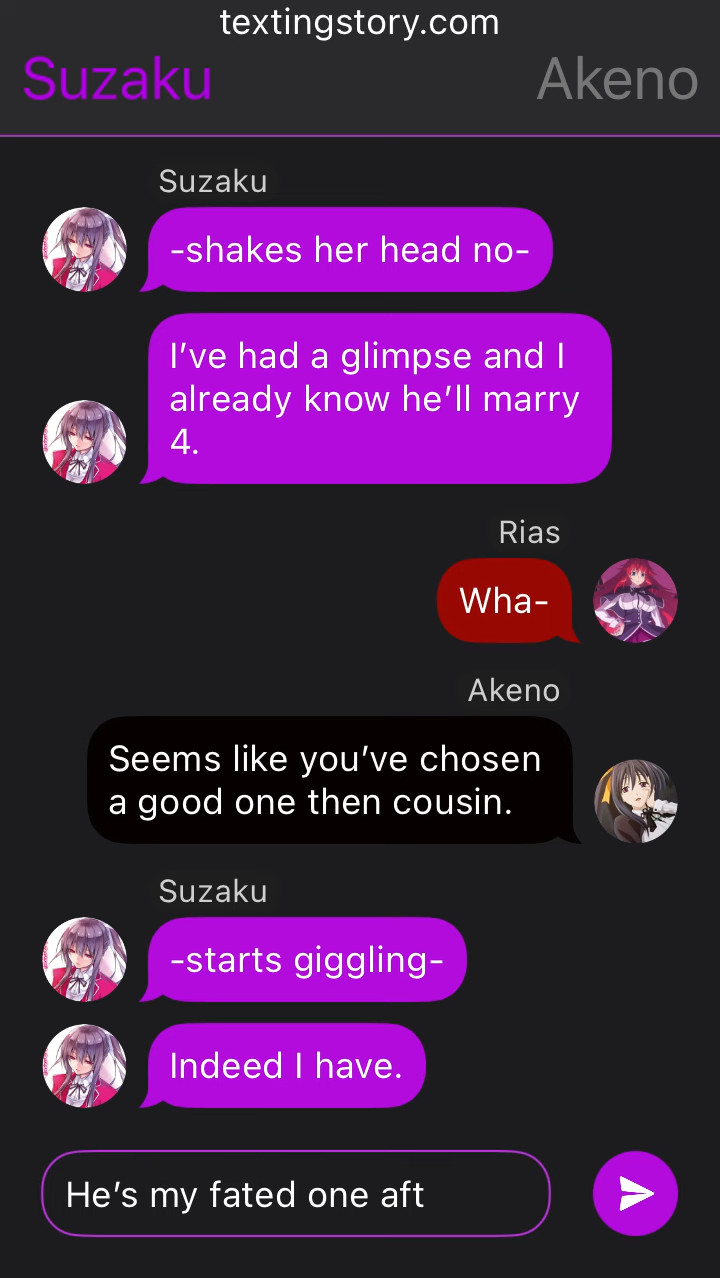 textingstory.com
Suzaku
Akeno
Suzaku
-shakes her head no-
I’ve had a glimpse and I
already know he’ll marry
4.
Rias
Wha-
Akeno
Seems like you’ve chosen
a good one then cousin.
Suzaku
-starts giggling-
Indeed I have.
He’s my fated one aft